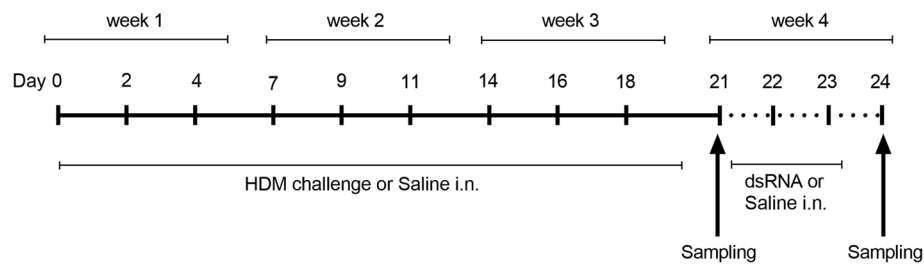 week 1 week 2 week 3 week 4
Day 0 2 4 7 9 11 14 16 18 21 22 23 24
HDM challenge or Saline i.n.
dsRNA or
Saline i.n.
Sampling Sampling